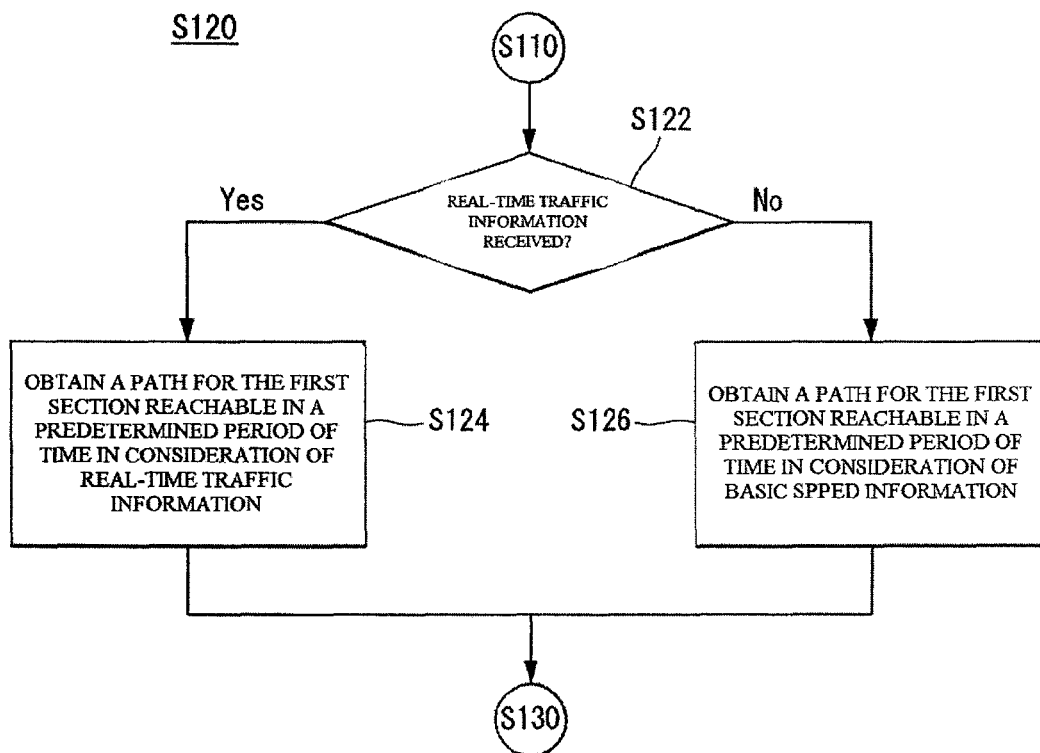 S120
S110
S122
Yes
REAL-TIME TRAFFIC
INFORMATION
RECEIVED?
No
OBTAIN A PATH FOR THE FIRST
SECTION REACHABLE IN A
PREDETERMINED PERIOD OF
TIME IN CONSIDERATION OF
REAL-TIME TRAFFIC
INFORMATION
S124
S126
OBTAIN A PATH FOR THE FIRST
SECTION REACHABLE IN A
PREDETERMINED PERIOD OF
TIME IN CONSIDERATION OF
BASIC SPPED INFORMATION
S130